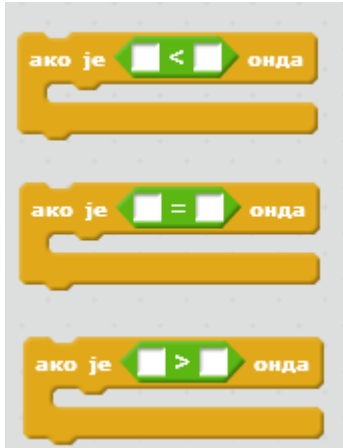 ако је < онда
ако је = онда
ако је > онда